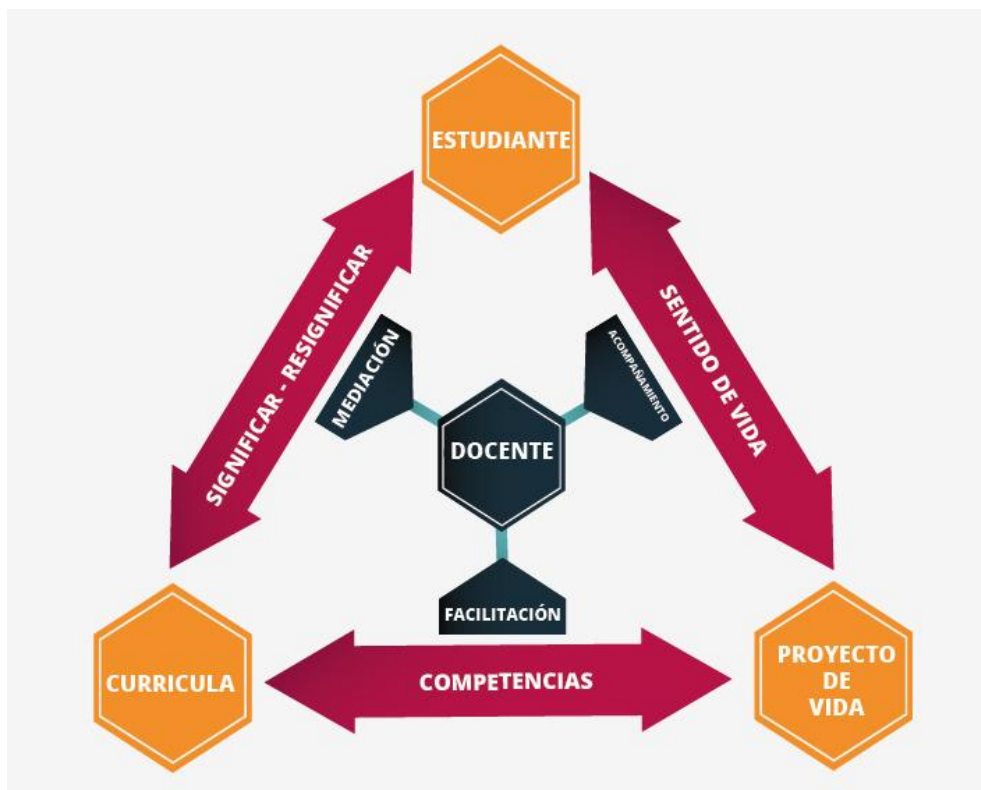 ESTUDIANTE
SIGNIFICAR - RESIGNIFICAR
SENTIDO DE VIDA
MEDIACIÓN
ACOMPAÑAMIENTO
DOCENTE
FACILITACIÓN
CURRICULA
COMPETENCIAS
PROYECTO
DE
VIDA